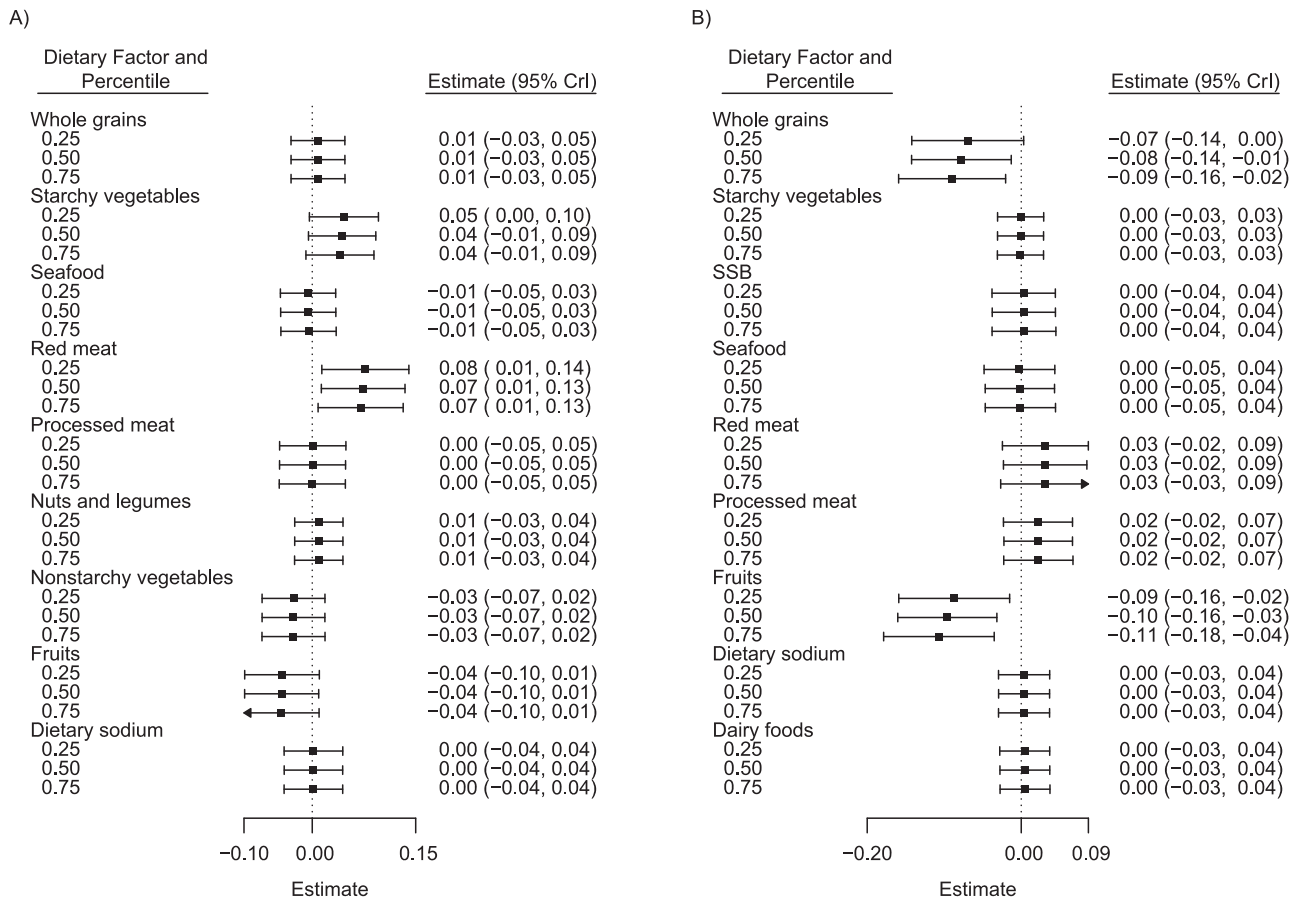 A)
Dietary Factor and
Percentile
Estimate (95% CrI)
Whole grains
0.25 0.01 (−0.03, 0.05)
0.50 0.01 (−0.03, 0.05)
0.75 0.01 (−0.03, 0.05)
Starchy vegetables
0.25 0.05 ( 0.00, 0.10)
0.50 0.04 (−0.01, 0.09)
0.75 0.04 (−0.01, 0.09)
Seafood
0.25 −0.01 (−0.05, 0.03)
0.50 −0.01 (−0.05, 0.03)
0.75 −0.01 (−0.05, 0.03)
Red meat
0.25 0.08 ( 0.01, 0.14)
0.50 0.07 ( 0.01, 0.13)
0.75 0.07 ( 0.01, 0.13)
Processed meat
0.25 0.00 (−0.05, 0.05)
0.50 0.00 (−0.05, 0.05)
0.75 0.00 (−0.05, 0.05)
Nuts and legumes
0.25 0.01 (−0.03, 0.04)
0.50 0.01 (−0.03, 0.04)
0.75 0.01 (−0.03, 0.04)
Nonstarchy vegetables
0.25 −0.03 (−0.07, 0.02)
0.50 −0.03 (−0.07, 0.02)
0.75 −0.03 (−0.07, 0.02)
Fruits
0.25 −0.04 (−0.10, 0.01)
0.50 −0.04 (−0.10, 0.01)
0.75 −0.04 (−0.10, 0.01)
Dietary sodium
0.25 0.00 (−0.04, 0.04)
0.50 0.00 (−0.04, 0.04)
0.75 0.00 (−0.04, 0.04)
−0.10 0.00 0.15
Estimate
B)
Dietary Factor and
Percentile
Estimate (95% CrI)
Whole grains
0.25 −0.07 (−0.14, 0.00)
0.50 −0.08 (−0.14, −0.01)
0.75 −0.09 (−0.16, −0.02)
Starchy vegetables
0.25 0.00 (−0.03, 0.03)
0.50 0.00 (−0.03, 0.03)
0.75 0.00 (−0.03, 0.03)
SSB
0.25 0.00 (−0.04, 0.04)
0.50 0.00 (−0.04, 0.04)
0.75 0.00 (−0.04, 0.04)
Seafood
0.25 0.00 (−0.05, 0.04)
0.50 0.00 (−0.05, 0.04)
0.75 0.00 (−0.05, 0.04)
Red meat
0.25 0.03 (−0.02, 0.09)
0.50 0.03 (−0.02, 0.09)
0.75 0.03 (−0.03, 0.09)
Processed meat
0.25 0.02 (−0.02, 0.07)
0.50 0.02 (−0.02, 0.07)
0.75 0.02 (−0.02, 0.07)
Fruits
0.25 −0.09 (−0.16, −0.02)
0.50 −0.10 (−0.16, −0.03)
0.75 −0.11 (−0.18, −0.04)
Dietary sodium
0.25 0.00 (−0.03, 0.04)
0.50 0.00 (−0.03, 0.04)
0.75 0.00 (−0.03, 0.04)
Dairy foods
0.25 0.00 (−0.03, 0.04)
0.50 0.00 (−0.03, 0.04)
0.75 0.00 (−0.03, 0.04)
−0.20 0.00 0.09
Estimate